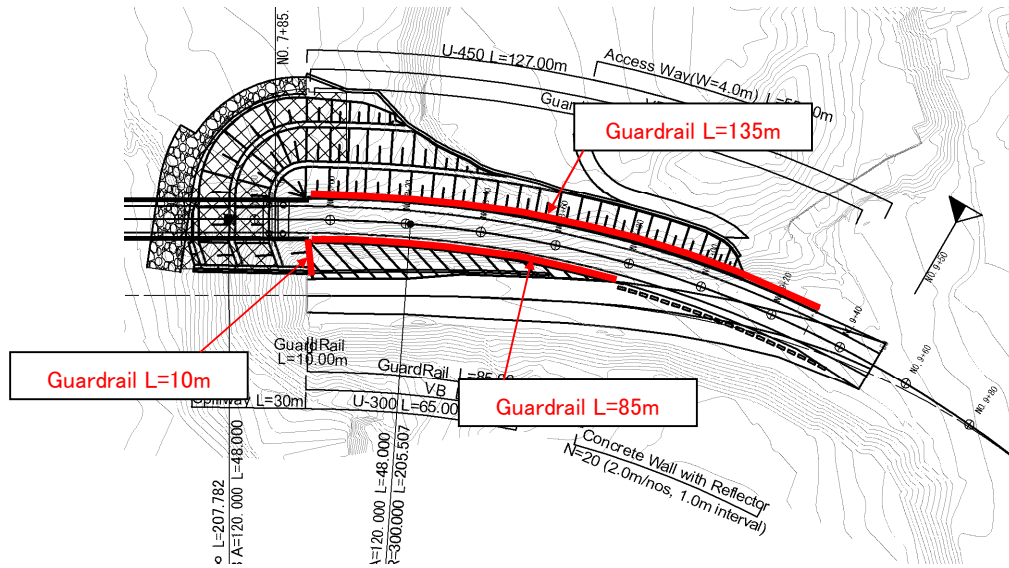 NO. 7+85.
U-450 L=127.00m
Access Way(W=4.0m)
Guardrail L=135m
NO. 9+50
NO. 9+20
NO. 9+40
NO. 9+60
NO. 9+80
GuardRail
L=10.00m
Guardrail L=10m
GuardRail
VB
Guardrail L=85m
L=30m
U-300 L=65.00
Concrete Wall with Reflector
N=20 (2.0m/nos, 1.0m interval)
L=207.782
A=120.000 L=48.000
A=120.000 L=48.000
R=300.000 L=205.507